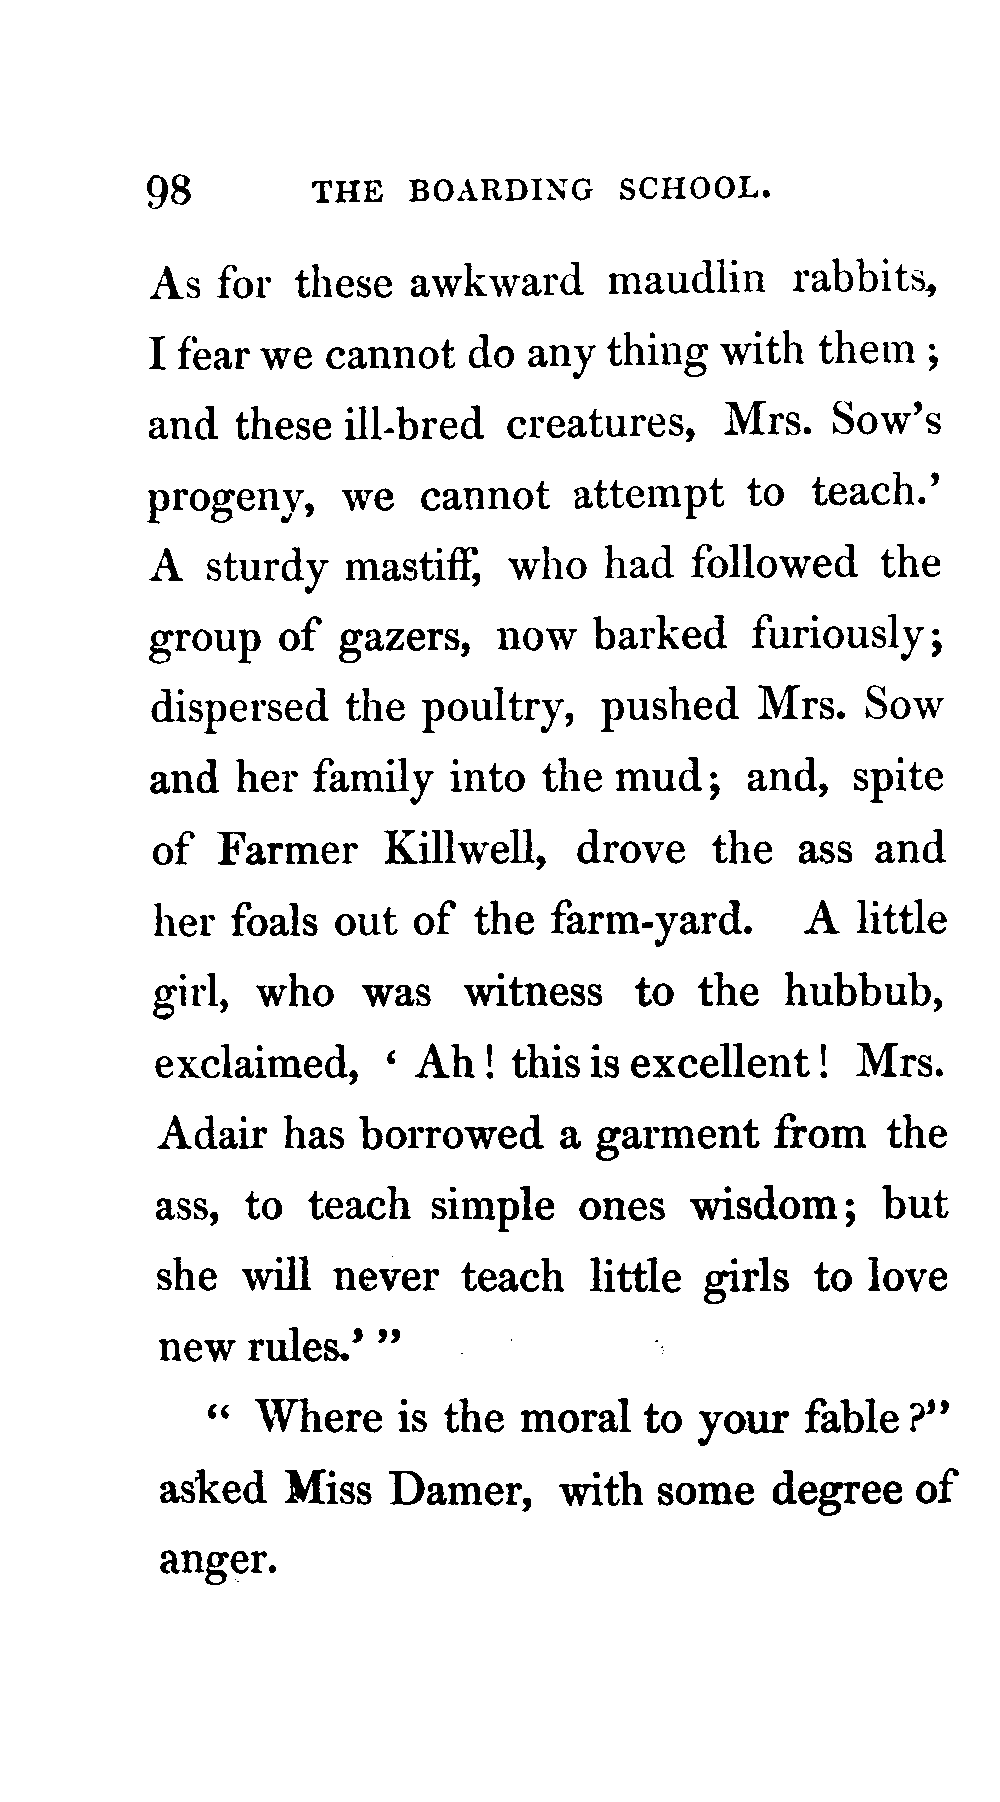 98 THE BOARDING SCHOOL.
As for these awkward maudlin rabbits,
I fear we cannot do any thing with them ;
and these ill-bred creatures, Mrs. Sow's
progeny, we cannot attempt to teach.'
A sturdy mastiff, who had followed the
group of gazers, now barked furiously;
dispersed the poultry, pushed Mrs. Sow
and her family into the mud; and, spite
of Farmer Killwell, drove the ass and
her foals out of the farm-yard. A little
girl, who was witness to the hubbub,
exclaimed, ‘ Ah ! this is excellent ! Mrs.
Adair has borrowed a garment from the
ass, to teach simple ones wisdom; but
she will never teach little girls to love
new rules.' ”
“ Where is the moral to your fable ?”
asked Miss Damer, with some degree of
anger.